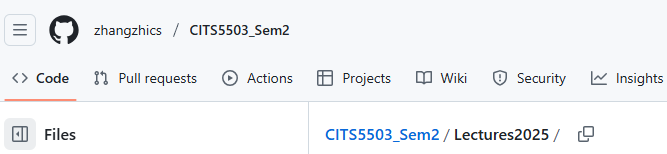 zhangzhics / CITS5503_Sem2
Code Pull requests Actions Projects Wiki Security Insights
Files CITS5503_Sem2 / Lectures2025 /